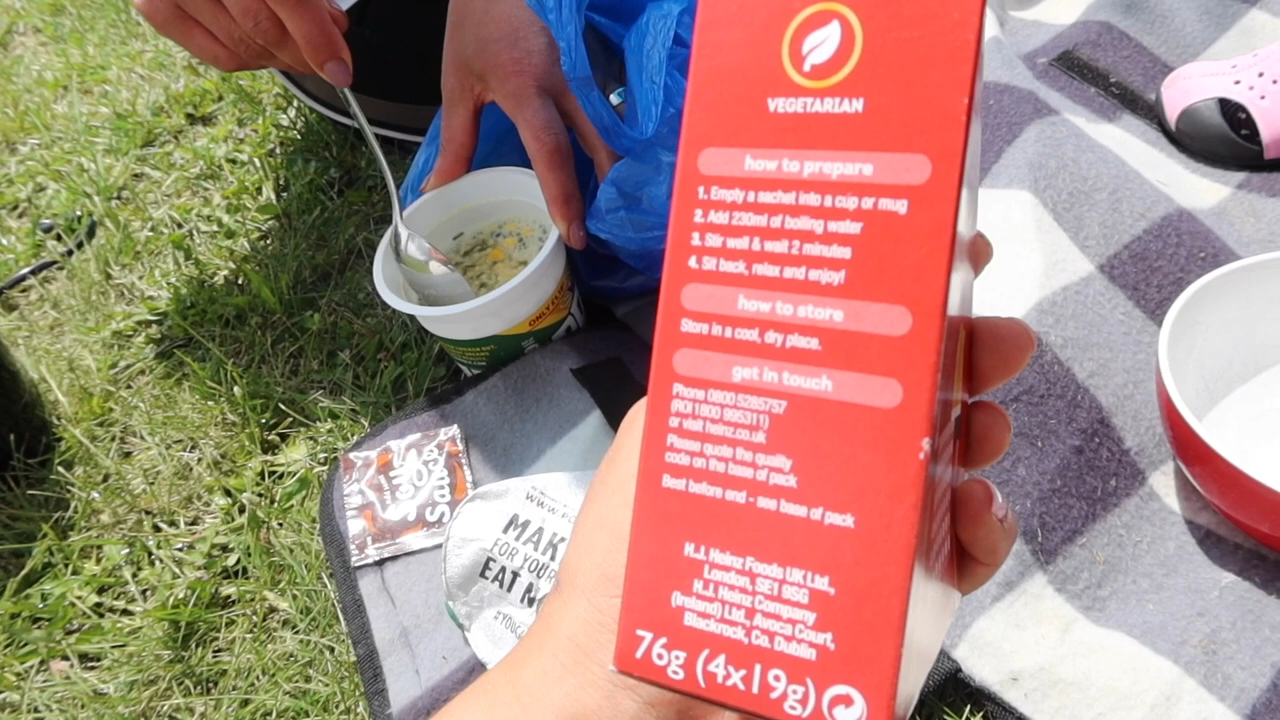 VEGETARIAN
how to prepare
1. Empty a sachet into a cup or mug
2. Add 230ml of boiling water
3. Stir well & wait 2 minutes
4. Sit back, relax and enjoy!
how to store
Store in a cool, dry place.
get in touch
Phone 0800 5285757
(ROI 1800 995311)
or visit heinz.co.uk
Please quote the quality
code on the base of pack
Best before end - see base of pack
H.J. Heinz Foods UK Ltd.,
London, SE1 9SG
H.J. Heinz Company
(Ireland) Ltd., Avoca Court,
Blackrock, Co. Dublin
76g (4x19g)
ONLY
Soy
Sauce
WWW.
MAK
FOR YOUR
EAT N
#YOUC